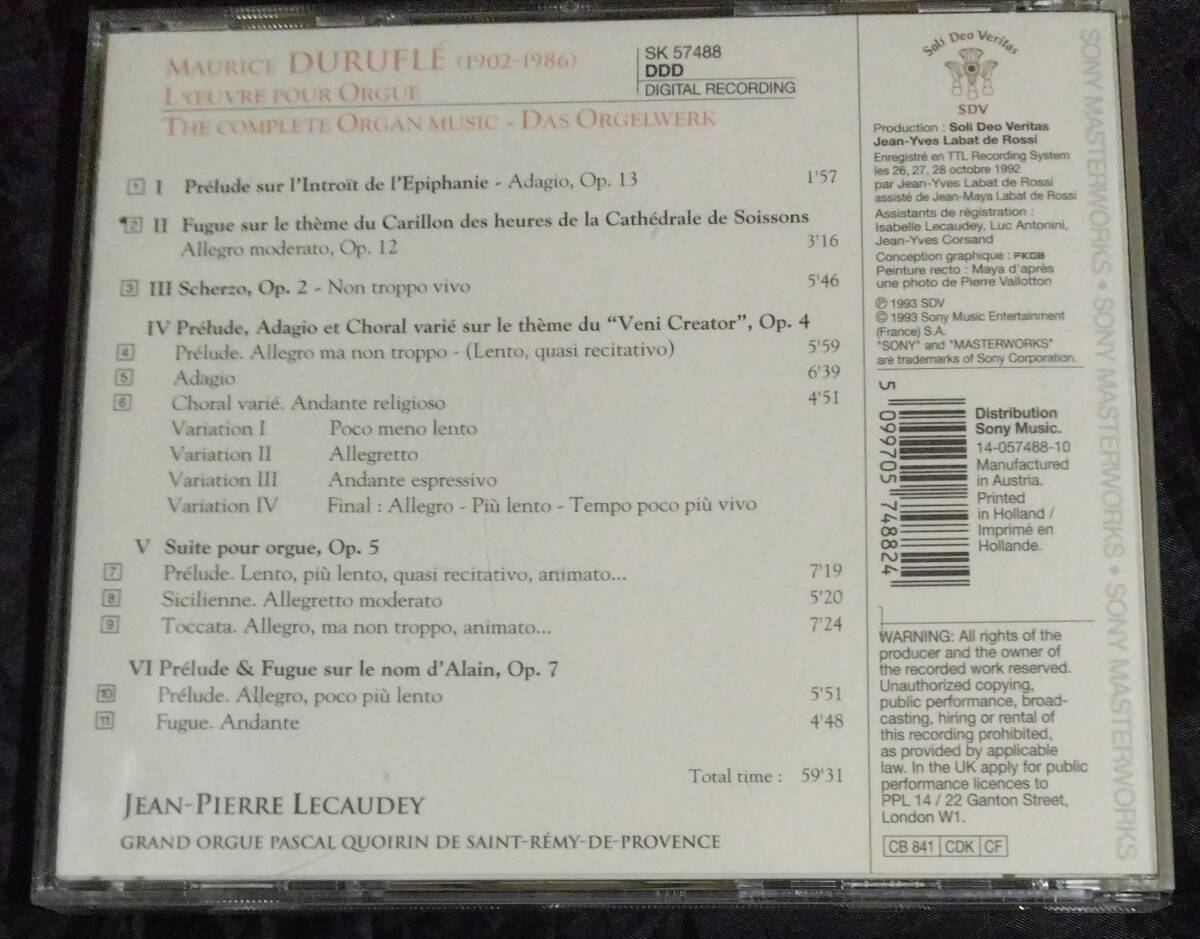 MAURICE DURUFLÉ (1902-1986)
L'ŒUVRE POUR ORGUE
THE COMPLETE ORGAN MUSIC - DAS ORGELWERK
SK 57488
DDD
DIGITAL RECORDING
1 I Prélude sur l'Introït de l'Epiphanie - Adagio, Op. 13 1'57
2 II Fugue sur le thème du Carillon des heures de la Cathédrale de Soissons
Allegro moderato, Op. 12 3'16
3 III Scherzo, Op. 2 - Non troppo vivo 5'46
IV Prélude, Adagio et Choral varié sur le thème du “Veni Creator”, Op. 4
4 Prélude. Allegro ma non troppo - (Lento, quasi recitativo) 5'59
5 Adagio 6'39
6 Choral varié. Andante religioso 4'51
Variation I Poco meno lento
Variation II Allegretto
Variation III Andante espressivo
Variation IV Final : Allegro - Più lento - Tempo poco più vivo
V Suite pour orgue, Op. 5
7 Prélude. Lento, più lento, quasi recitativo, animato... 7'19
8 Sicilienne. Allegretto moderato 5'20
9 Toccata. Allegro, ma non troppo, animato... 7'24
VI Prélude & Fugue sur le nom d'Alain, Op. 7
10 Prélude. Allegro, poco più lento 5'51
11 Fugue. Andante 4'48
Total time : 59'31
JEAN-PIERRE LECAUDEY
GRAND ORGUE PASCAL QUOIRIN DE SAINT-RÉMY-DE-PROVENCE
Soli Deo Veritas
SDV
Production : Soli Deo Veritas
Jean-Yves Labat de Rossi
Enregistré en TTL Recording System
les 26, 27, 28 octobre 1992
par Jean-Yves Labat de Rossi
assisté de Jean-Maya Labat de Rossi
Assistants de régistration :
Isabelle Lecaudey, Luc Antonini,
Jean-Yves Corsand
Conception graphique : FKGB
Peinture recto : Maya d'après
une photo de Pierre Vallotton
℗ 1993 SDV
© 1993 Sony Music Entertainment
(France) S.A.
"SONY" and "MASTERWORKS"
are trademarks of Sony Corporation.
5 099705 748824
Distribution
Sony Music.
14-057488-10
Manufactured
in Austria.
Printed
in Holland /
Imprimé en
Hollande.
WARNING: All rights of the
producer and the owner of
the recorded work reserved.
Unauthorized copying,
public performance, broad-
casting, hiring or rental of
this recording prohibited,
as provided by applicable
law. In the UK apply for public
performance licences to
PPL 14 / 22 Ganton Street,
London W1.
CB 841 CDK CF
SONY MASTERWORKS • SONY MASTERWORKS • SONY MASTERWORKS